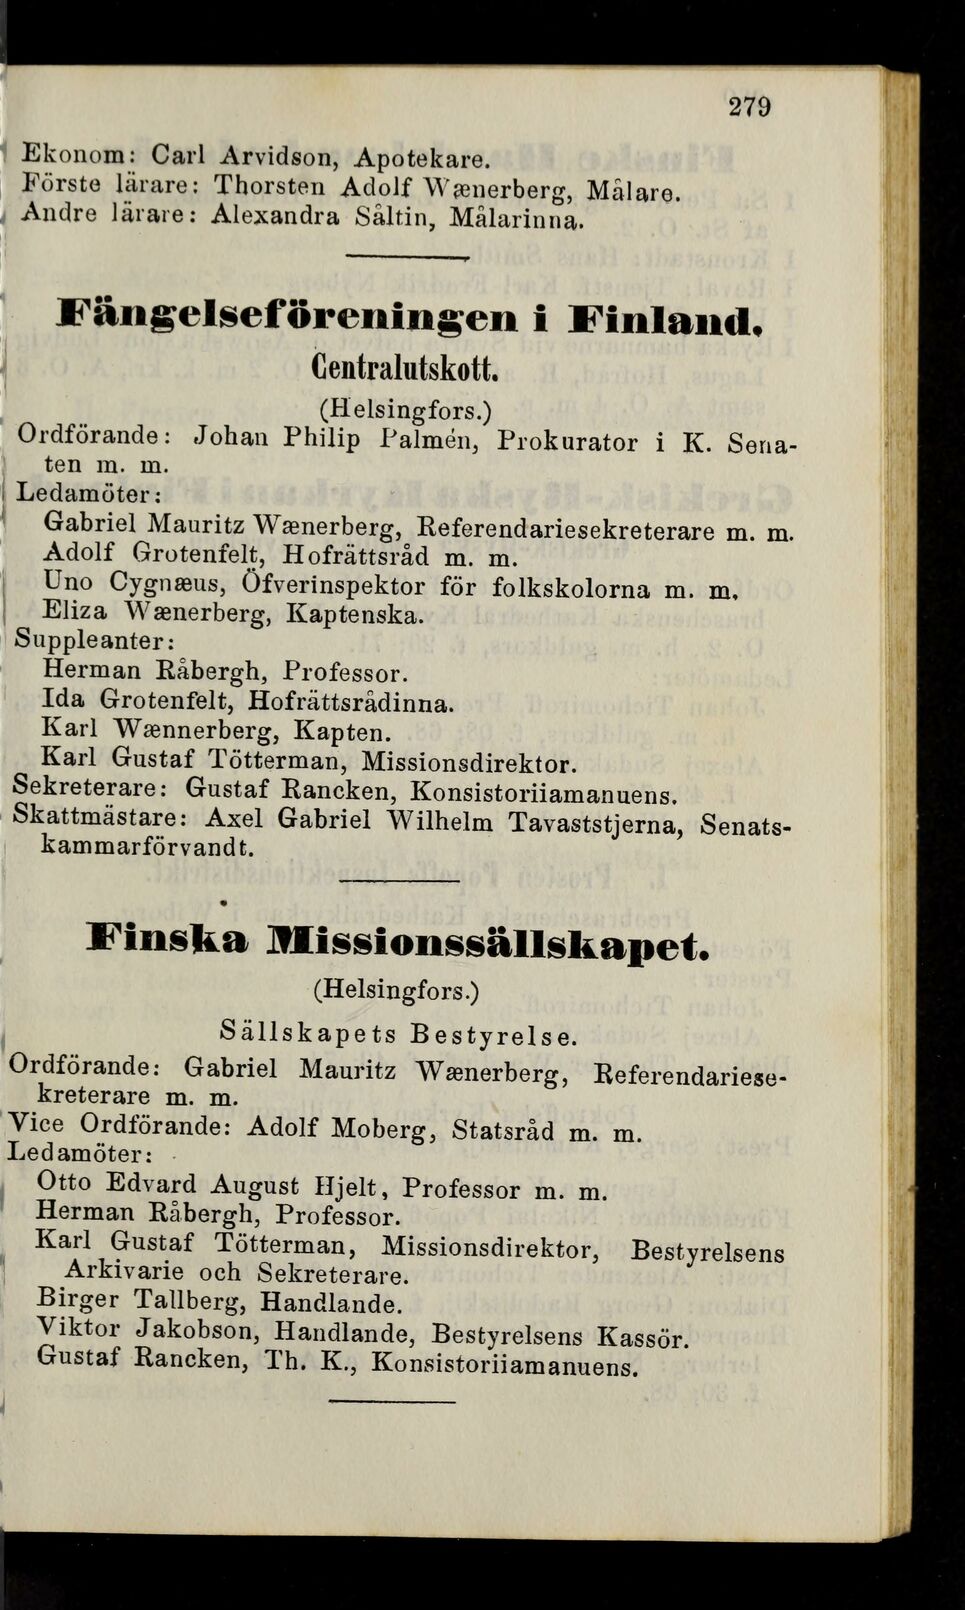 279
Ekonom: Carl Arvidson, Apotekare.
Förste lärare: Thorsten Adolf Wænerberg, Målare.
Andre lärare: Alexandra Såltin, Målarinna.
Fängelseföreningen i Finland.
Centralutskott.
(Helsingfors.)
Ordförande: Johan Philip Palmén, Prokurator i K. Sena-
ten m. m.
Ledamöter:
Gabriel Mauritz Wænerberg, Referendariesekreterare m. m.
Adolf Grotenfelt, Hofrättsråd m. m.
Uno Cygnæus, Öfverinspektor för folkskolorna m. m.
Eliza Wænerberg, Kaptenska.
Suppleanter:
Herman Råbergh, Professor.
Ida Grotenfelt, Hofrättsrådinna.
Karl Wænnerberg, Kapten.
Karl Gustaf Tötterman, Missionsdirektor.
Sekreterare: Gustaf Rancken, Konsistoriiamanuens.
Skattmästare: Axel Gabriel Wilhelm Tavaststjerna, Senats-
kammarförvandt.
Finska Missionssällskapet.
(Helsingfors.)
Sällskapets Bestyrelse.
Ordförande: Gabriel Mauritz Wænerberg, Referendariese-
kreterare m. m.
Vice Ordförande: Adolf Moberg, Statsråd m. m.
Ledamöter:
Otto Edvard August Hjelt, Professor m. m.
Herman Råbergh, Professor.
Karl Gustaf Tötterman, Missionsdirektor, Bestyrelsens
Arkivarie och Sekreterare.
Birger Tallberg, Handlande.
Viktor Jakobson, Handlande, Bestyrelsens Kassör.
Gustaf Rancken, Th. K., Konsistoriiamanuens.